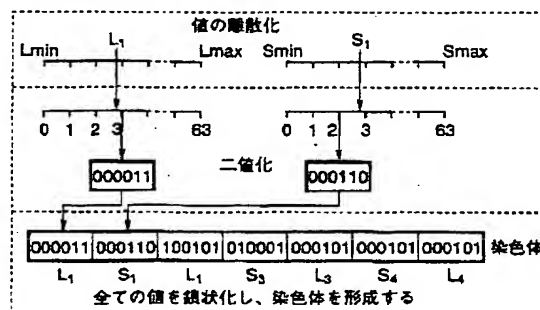 値の離散化
Lmin L₁ Lmax Smin S₁ Smax
0 1 2 3 63 0 1 2 3 63
000011 二値化 000110
000011 000110 100101 010001 000101 000101 000101 染色体
L₁ S₁ L₁ S₃ L₃ S₄ L₄
全ての値を鎖状化し、染色体を形成する